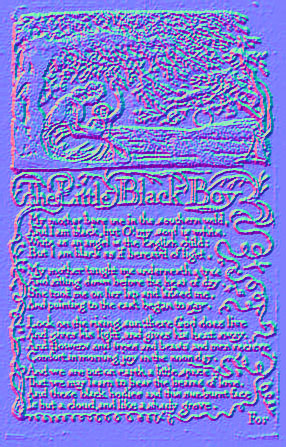 The Little Black Boy
My mother bore me in the southern wild,
And I am black, but O! my soul is white.
White as an angel is the English child:
But I am black as if bereav'd of light.
My mother taught me underneath a tree
And sitting down before the heat of day,
She took me on her lap and kissed me,
And pointing to the east began to say.
Look on the rising sun: there God does live
And gives his light, and gives his heat away.
And flowers and trees and beasts and men recieve
Comfort in morning joy in the noon day.
And we are put on earth a little space,
That we may learn to bear the beams of love,
And these black bodies and this sun-burnt face
Is but a cloud, and like a shady grove.
For